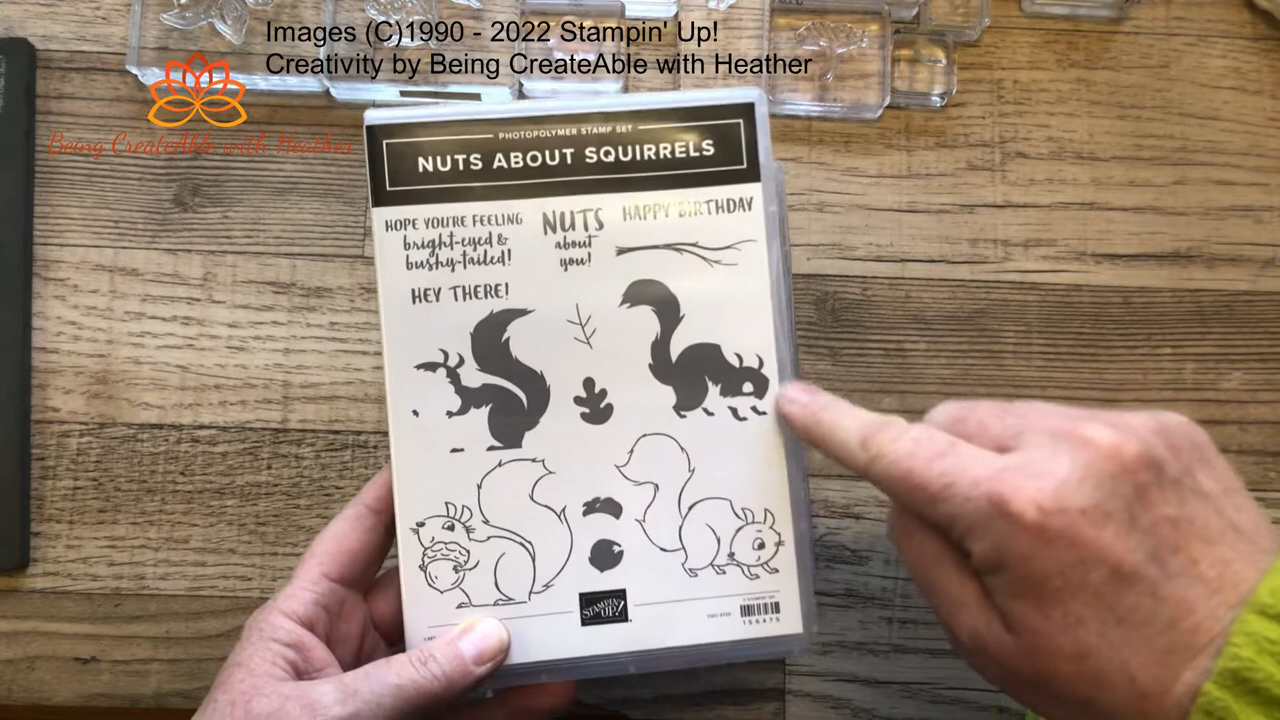 Images (C)1990 - 2022 Stampin' Up!
Creativity by Being CreateAble with Heather
Being CreateAble with Heather
PHOTOPOLYMER STAMP SET
NUTS ABOUT SQUIRRELS
HOPE YOU'RE FEELING
bright-eyed &
bushy-tailed!
NUTS
about
you!
HAPPY BIRTHDAY
HEY THERE!
STAMPIN' UP!
156475